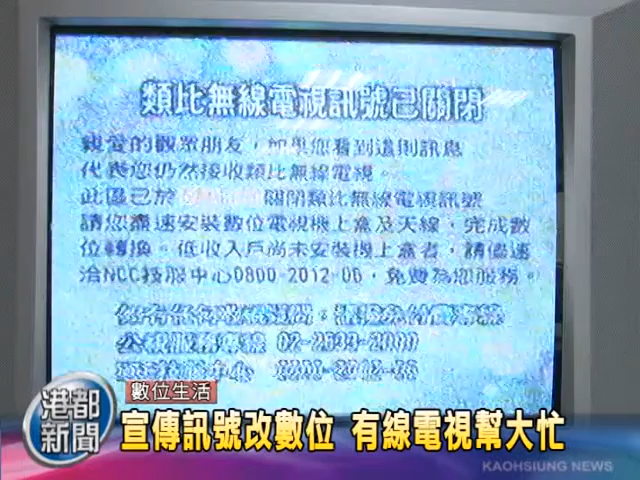 類比無線電視訊號已關閉
親愛的觀眾朋友，如果您看到這則訊息
代表您仍然接收類比無線電視。
此區已於 關閉類比無線電視訊號
請您盡速安裝數位電視機上盒及天線，完成數
位轉換。低收入戶尚未安裝機上盒者，請儘速
洽NCC技服中心0800-2012-06，免費為您服務。
數位生活
港都
新聞
宣傳訊號改數位 有線電視幫大忙
KAOHSIUNG NEWS